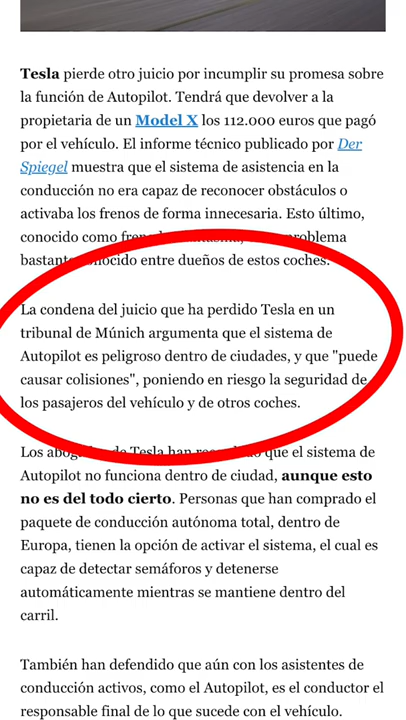 Tesla pierde otro juicio por incumplir su promesa sobre
la función de Autopilot. Tendrá que devolver a la
propietaria de un Model X los 112.000 euros que pagó
por el vehículo. El informe técnico publicado por Der
Spiegel muestra que el sistema de asistencia en la
conducción no era capaz de reconocer obstáculos o
activaba los frenos de forma innecesaria. Esto último,
conocido como problema
bastante conocido entre dueños de estos coches.
La condena del juicio que ha perdido Tesla en un
tribunal de Múnich argumenta que el sistema de
Autopilot es peligroso dentro de ciudades, y que "puede
causar colisiones", poniendo en riesgo la seguridad de
los pasajeros del vehículo y de otros coches.
Los abogados de Tesla han que el sistema de
Autopilot no funciona dentro de ciudad, aunque esto
no es del todo cierto. Personas que han comprado el
paquete de conducción autónoma total, dentro de
Europa, tienen la opción de activar el sistema, el cual es
capaz de detectar semáforos y detenerse
automáticamente mientras se mantiene dentro del
carril.
También han defendido que aún con los asistentes de
conducción activos, como el Autopilot, es el conductor el
responsable final de lo que sucede con el vehículo.